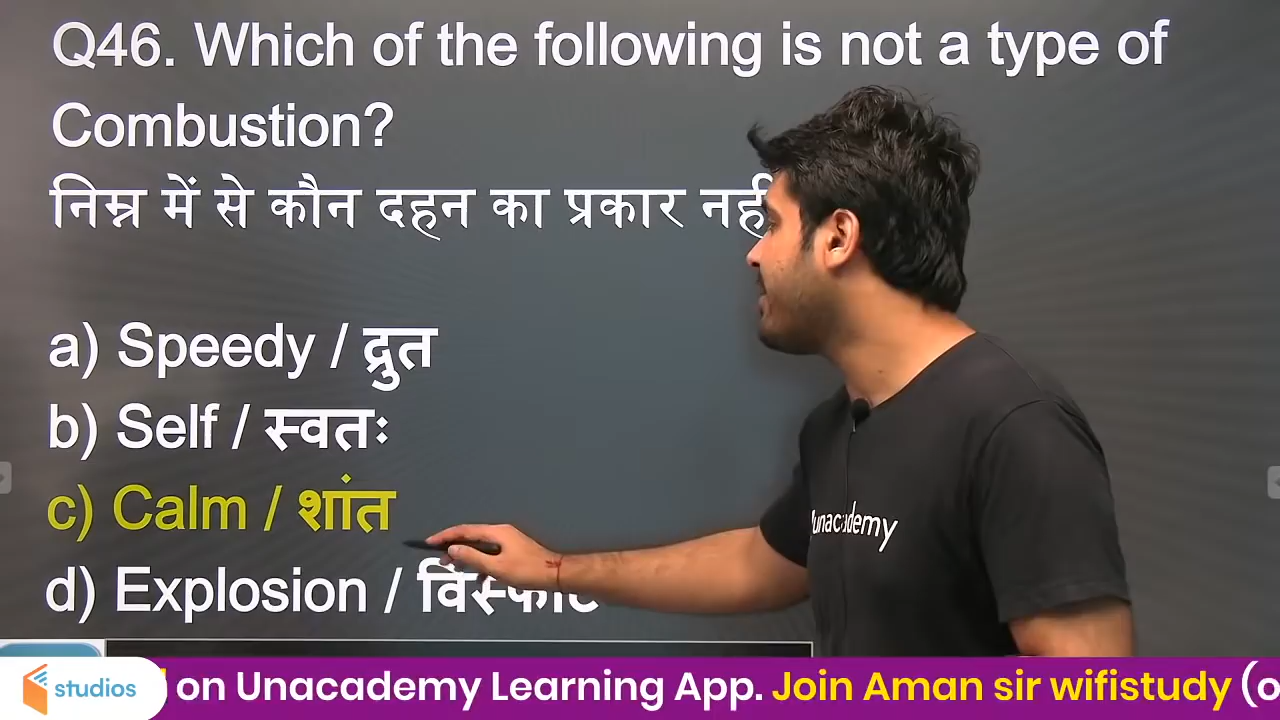 Q46. Which of the following is not a type of
Combustion?
निम्न में से कौन दहन का प्रकार
a) Speedy / द्रुत
b) Self / स्वतः
c) Calm / शांत
d) Explosion / विस्फोट
unacademy
studios
on Unacademy Learning App. Join Aman sir wifistudy